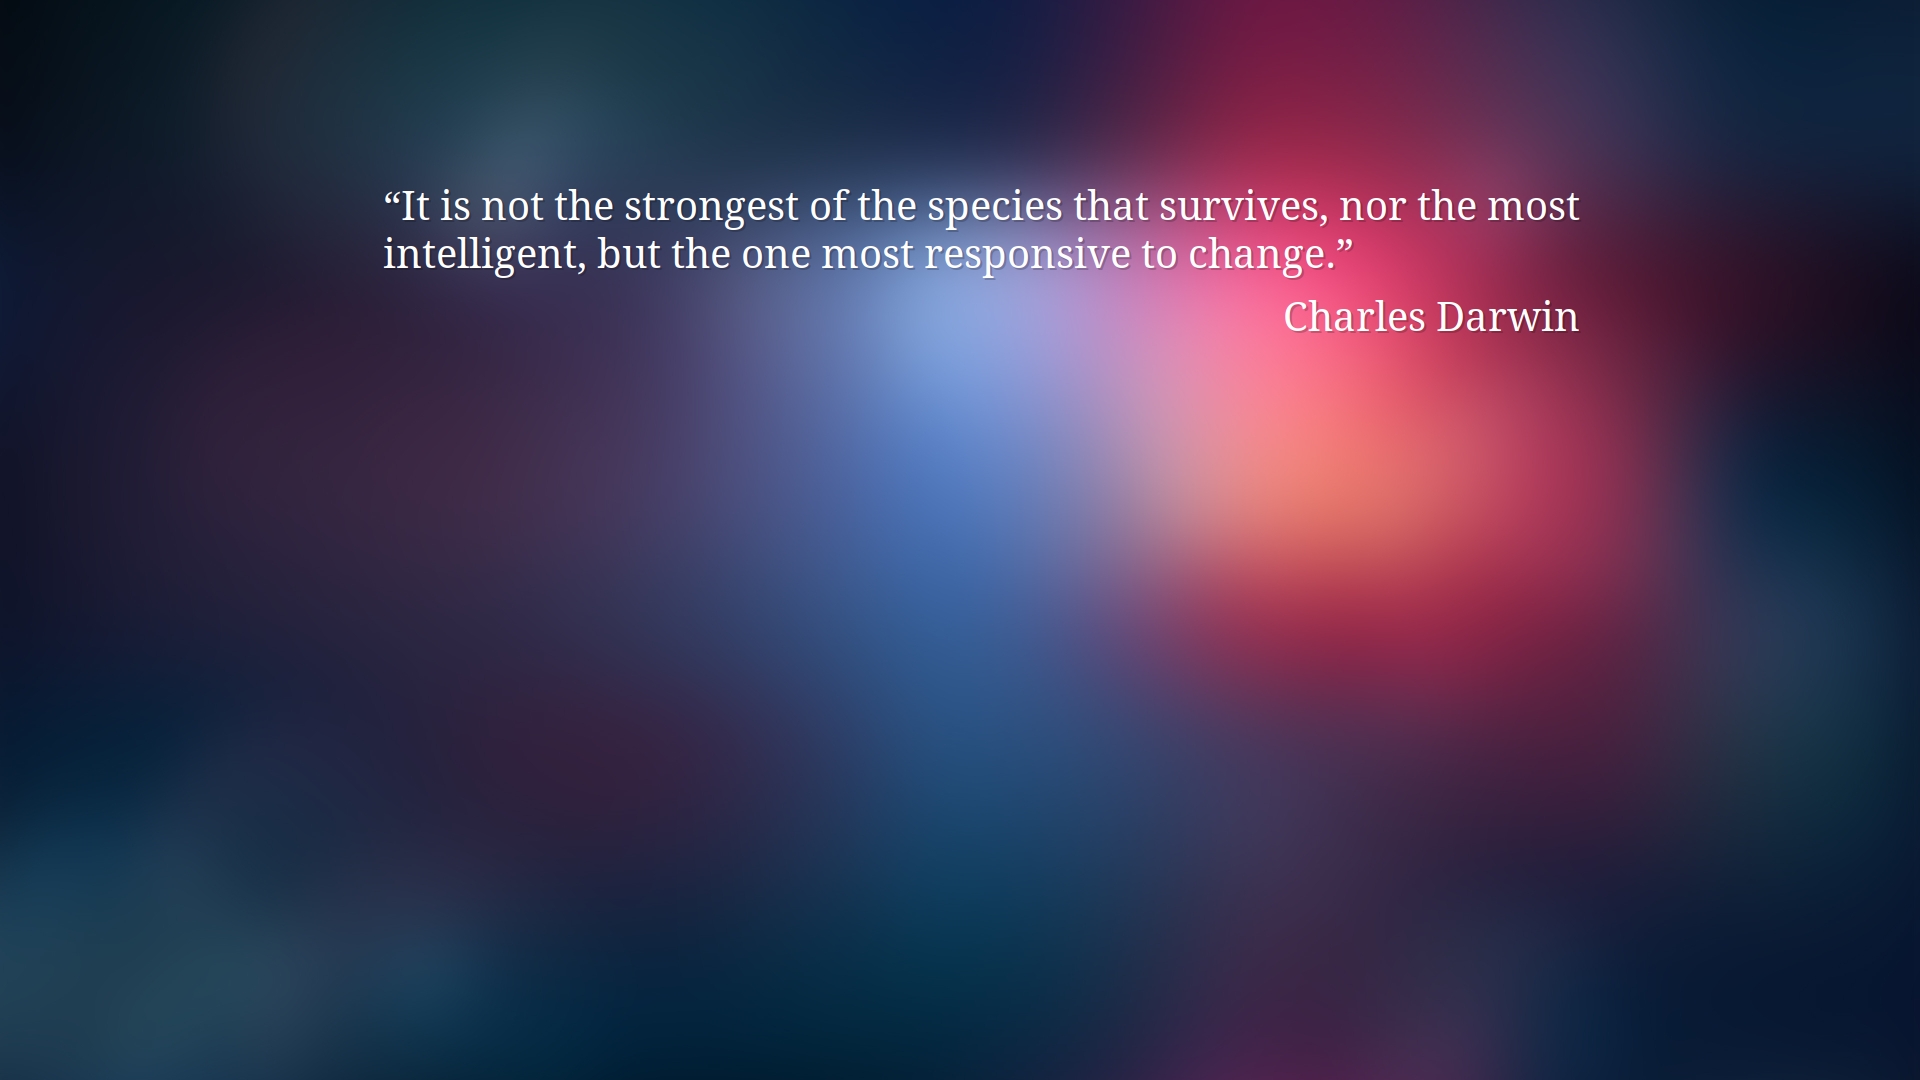 “It is not the strongest of the species that survives, nor the most
intelligent, but the one most responsive to change.”
Charles Darwin